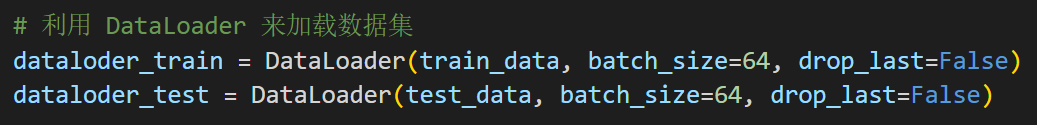 # 利用 DataLoader 来加载数据集
dataloder_train = DataLoader(train_data, batch_size=64, drop_last=False)
dataloder_test = DataLoader(test_data, batch_size=64, drop_last=False)